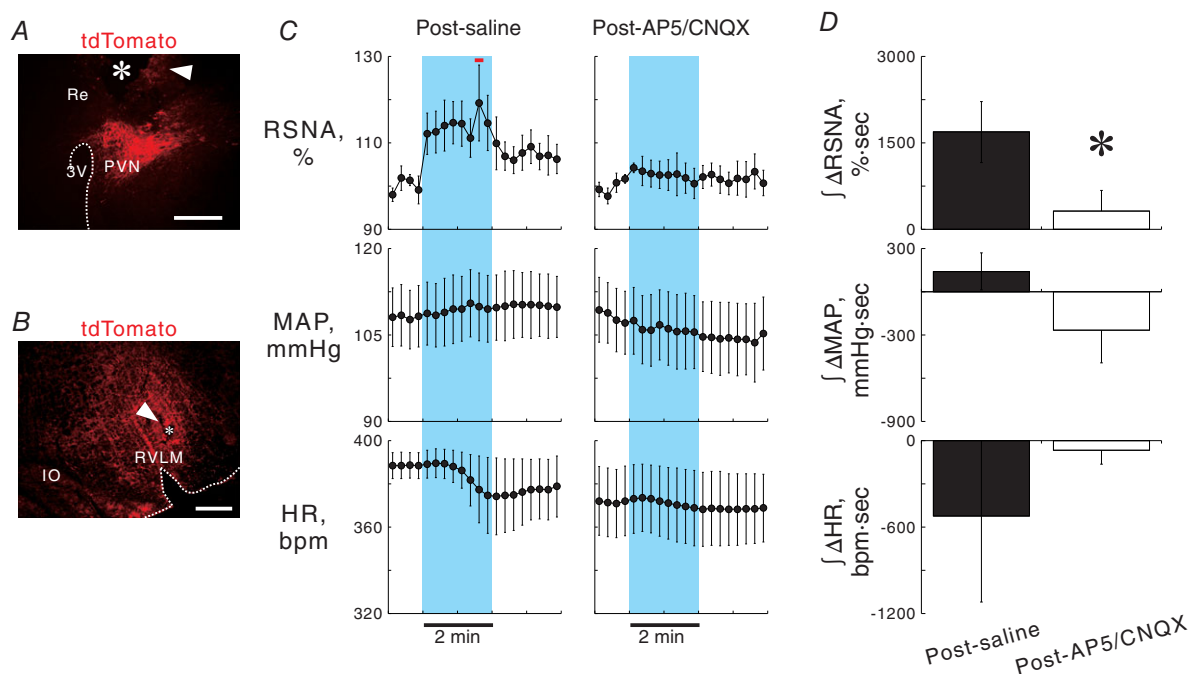 A
tdTomato
*
Re
3V
PVN
B
tdTomato
*
IO
RVLM
C
Post-saline
Post-AP5/CNQX
RSNA,
%
130
110
90
MAP,
mmHg
120
105
90
HR,
bpm
400
360
320
2 min
2 min
D
∫ ΔRSNA,
%·sec
3000
1500
0
*
∫ ΔMAP,
mmHg·sec
300
-300
-900
∫ ΔHR,
bpm·sec
0
-600
-1200
Post-saline
Post-AP5/CNQX